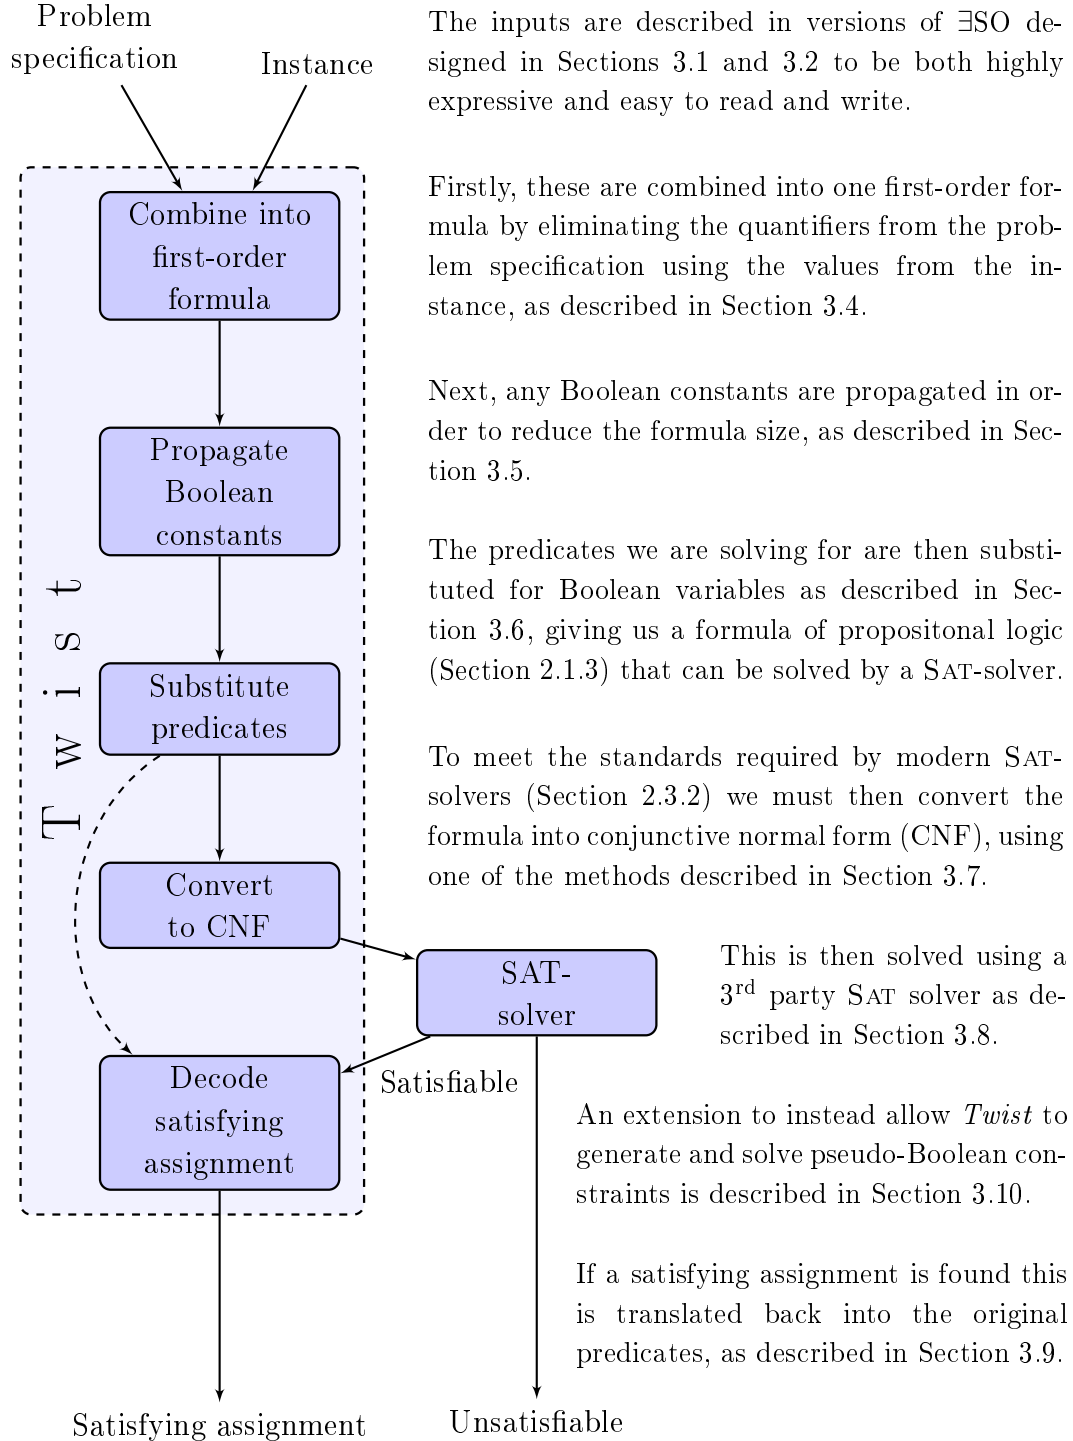 Problem
specification
Instance
The inputs are described in versions of ∃SO de-
signed in Sections 3.1 and 3.2 to be both highly
expressive and easy to read and write.
Combine into
first-order
formula
Firstly, these are combined into one first-order for-
mula by eliminating the quantifiers from the prob-
lem specification using the values from the in-
stance, as described in Section 3.4.
Propagate
Boolean
constants
Next, any Boolean constants are propagated in or-
der to reduce the formula size, as described in Sec-
tion 3.5.
Twist
Substitute
predicates
The predicates we are solving for are then substi-
tuted for Boolean variables as described in Sec-
tion 3.6, giving us a formula of propositonal logic
(Section 2.1.3) that can be solved by a SAT-solver.
Convert
to CNF
To meet the standards required by modern SAT-
solvers (Section 2.3.2) we must then convert the
formula into conjunctive normal form (CNF), using
one of the methods described in Section 3.7.
SAT-
solver
This is then solved using a
3rd party SAT solver as de-
scribed in Section 3.8.
Satisfiable
Decode
satisfying
assignment
An extension to instead allow Twist to
generate and solve pseudo-Boolean con-
straints is described in Section 3.10.
If a satisfying assignment is found this
is translated back into the original
predicates, as described in Section 3.9.
Satisfying assignment
Unsatisfiable